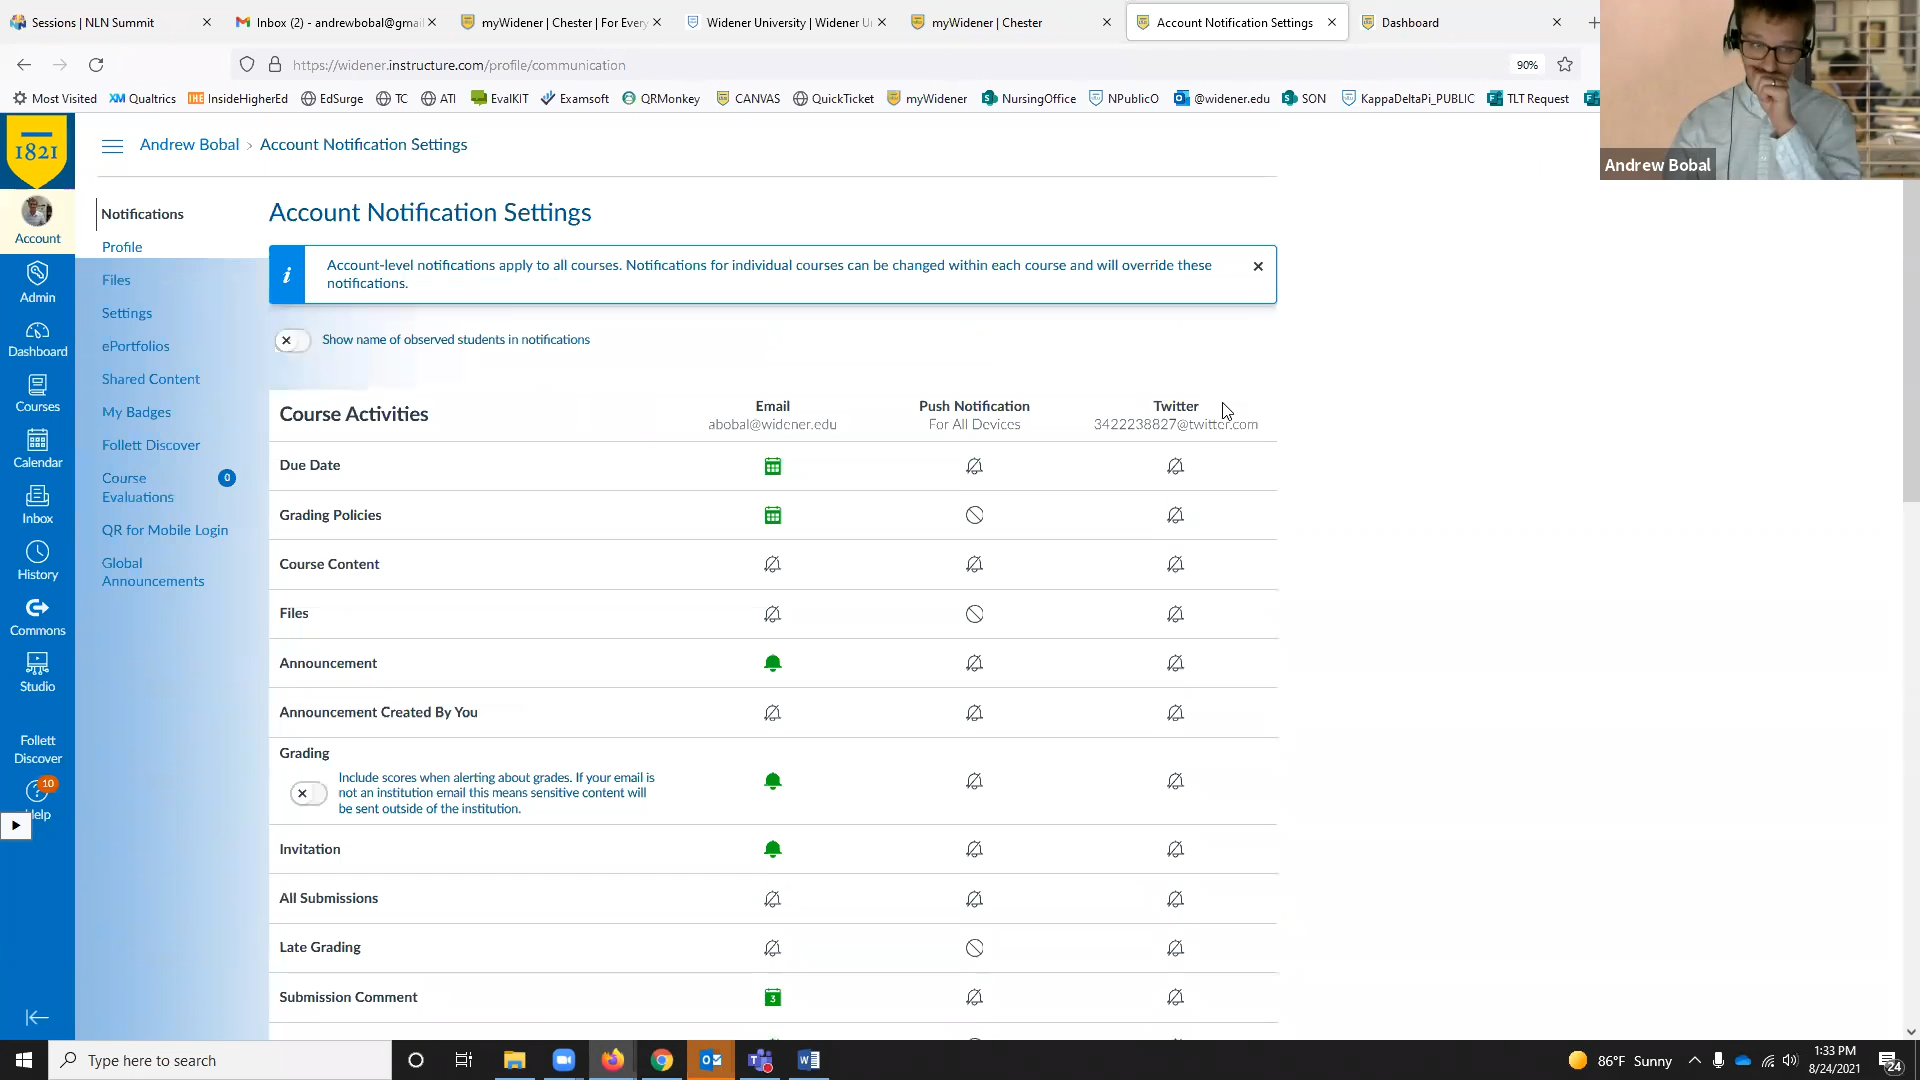 Sessions | NLN Summit
Inbox (2) - andrewbobal@gmai
myWidener | Chester | For Every
Widener University | Widener U
myWidener | Chester
Account Notification Settings
Dashboard
https://widener.instructure.com/profile/communication
90%
Most Visited
Qualtrics
InsideHigherEd
EdSurge
TC
ATI
EvalKIT
Examsoft
QRMonkey
CANVAS
QuickTicket
myWidener
NursingOffice
NPublicO
@widener.edu
SON
KappaDeltaPi_PUBLIC
TLT Request
Andrew Bobal
1821
Account
Admin
Dashboard
Courses
Calendar
Inbox
History
Commons
Studio
Follett
Discover
10
Help
Andrew Bobal > Account Notification Settings
Notifications
Profile
Files
Settings
ePortfolios
Shared Content
My Badges
Follett Discover
Course
Evaluations
0
QR for Mobile Login
Global
Announcements
Account Notification Settings
Account-level notifications apply to all courses. Notifications for individual courses can be changed within each course and will override these
notifications.
Show name of observed students in notifications
Course Activities
Email
abobal@widener.edu
Push Notification
For All Devices
Twitter
3422238827@twitter.com
Due Date
Grading Policies
Course Content
Files
Announcement
Announcement Created By You
Grading
Include scores when alerting about grades. If your email is
not an institution email this means sensitive content will
be sent outside of the institution.
Invitation
All Submissions
Late Grading
Submission Comment
3
Type here to search
86°F Sunny
1:33 PM
8/24/2021
24